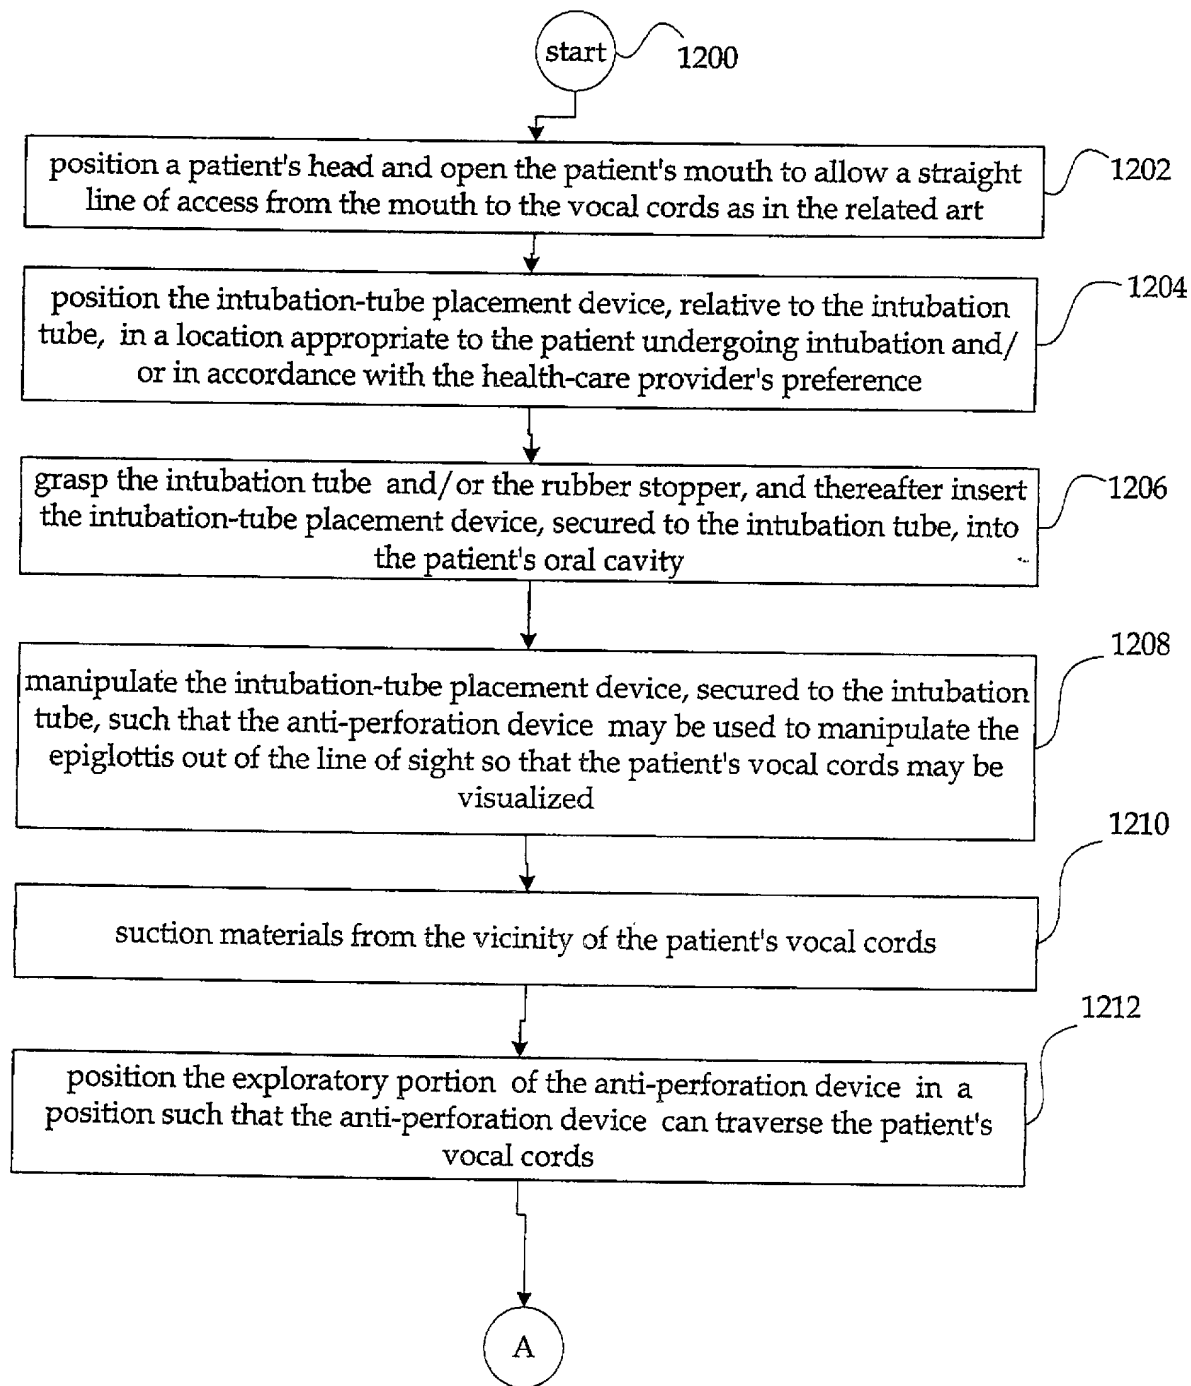 start
1200
position a patient's head and open the patient's mouth to allow a straight
line of access from the mouth to the vocal cords as in the related art
1202
position the intubation-tube placement device, relative to the intubation
tube, in a location appropriate to the patient undergoing intubation and/
or in accordance with the health-care provider's preference
1204
grasp the intubation tube and/or the rubber stopper, and thereafter insert
the intubation-tube placement device, secured to the intubation tube, into
the patient's oral cavity
1206
manipulate the intubation-tube placement device, secured to the intubation
tube, such that the anti-perforation device may be used to manipulate the
epiglottis out of the line of sight so that the patient's vocal cords may be
visualized
1208
suction materials from the vicinity of the patient's vocal cords
1210
position the exploratory portion of the anti-perforation device in a
position such that the anti-perforation device can traverse the patient's
vocal cords
1212
A